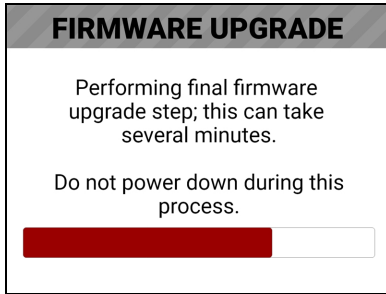 FIRMWARE UPGRADE
Performing final firmware
upgrade step; this can take
several minutes.
Do not power down during this
process.